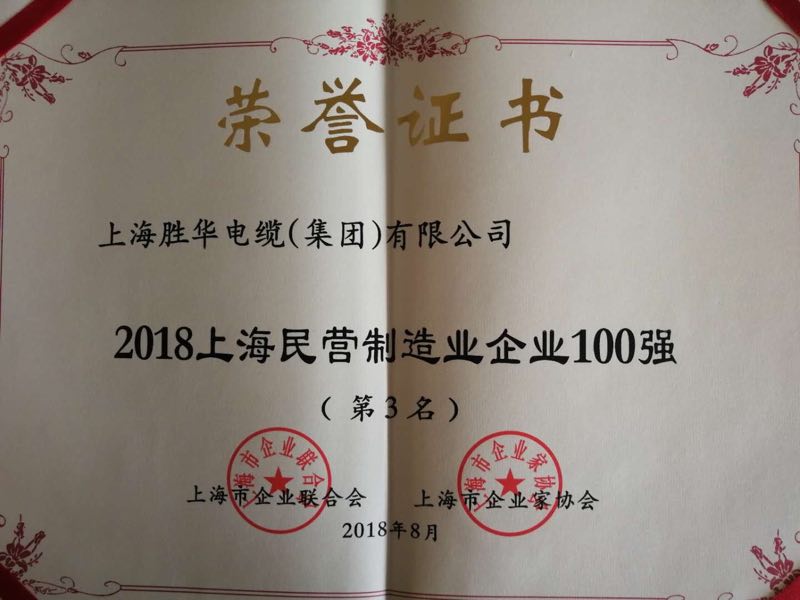 荣誉证书
上海胜华电缆(集团)有限公司
2018上海民营制造业企业100强
(第3名)
上海市企业联合会
上海市企业家协会
上海市企业联合会 上海市企业家协会
2018年8月